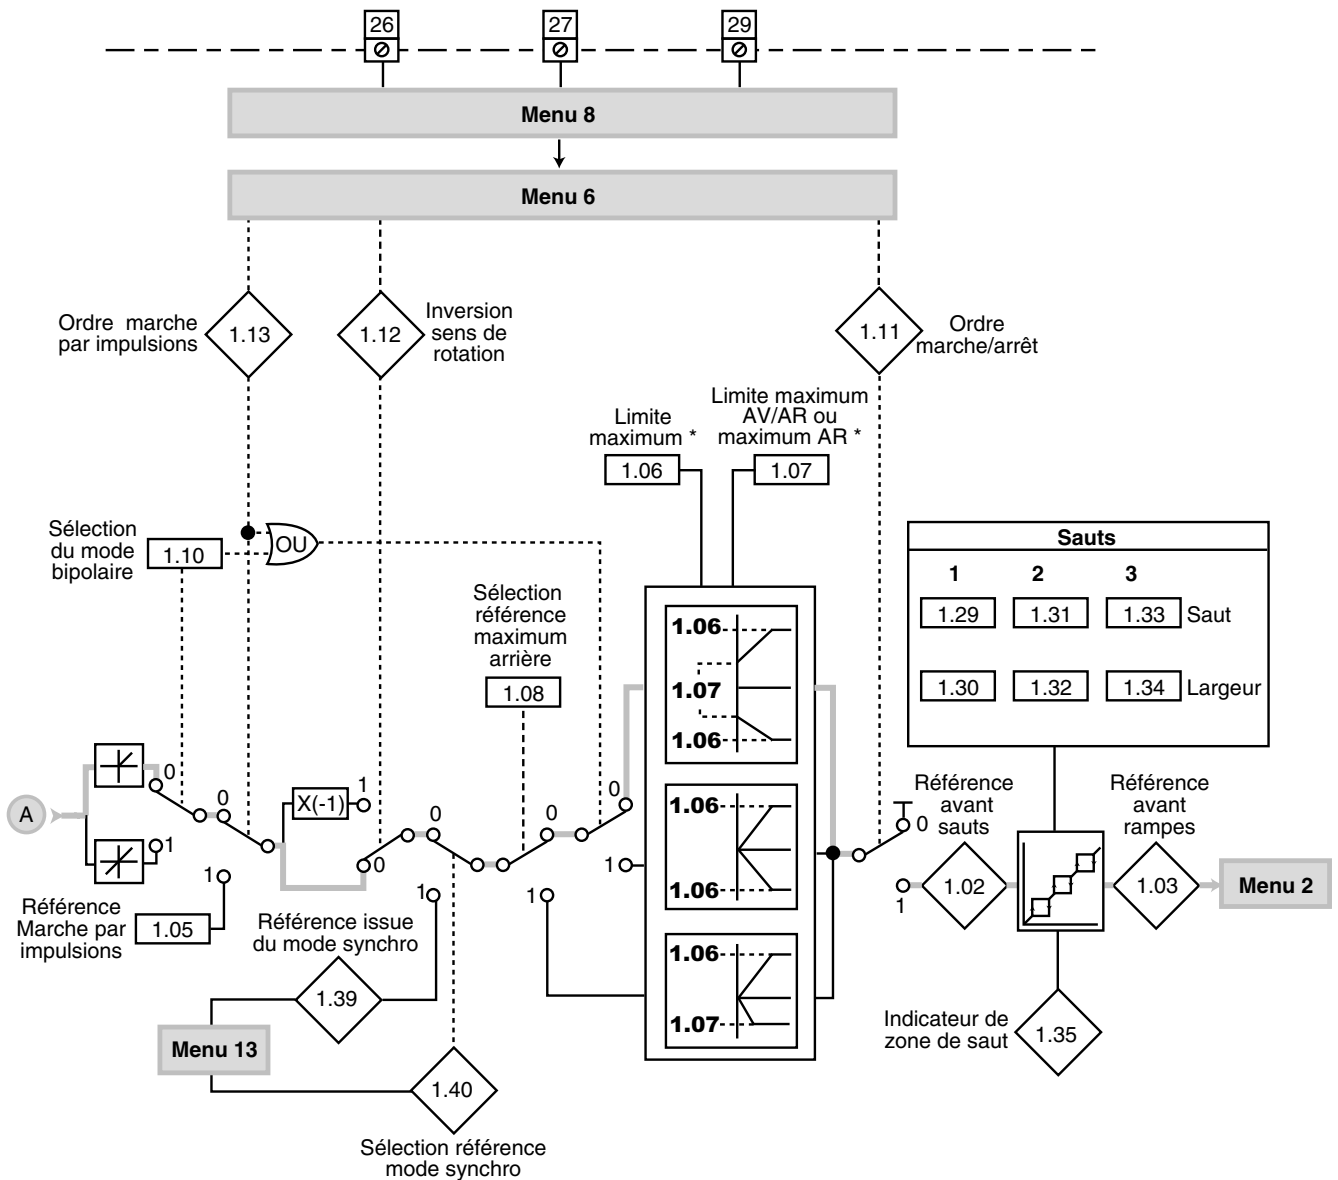 26 27 29
Menu 8
Menu 6
Ordre marche
par impulsions
1.13
1.12
Inversion
sens de
rotation
1.11
Ordre
marche/arrêt
Limite
maximum *
1.06
Limite maximum
AV/AR ou
maximum AR *
1.07
Sélection
du mode
bipolaire
1.10
OU
Sélection
référence
maximum
arrière
1.08
1.06
1.07
1.06
1.06
1.06
1.06
1.07
Sauts
1 2 3
1.29 1.31 1.33 Saut
1.30 1.32 1.34 Largeur
A
0
1
0
1
Référence
Marche par
impulsions
1.05
X(-1)
1
0
0
1
0
1
0
1
0
1
Référence issue
du mode synchro
1.39
Menu 13
1.40
Sélection référence
mode synchro
Référence
avant
sauts
1.02
Référence
avant
rampes
1.03
Menu 2
Indicateur de
zone de saut
1.35